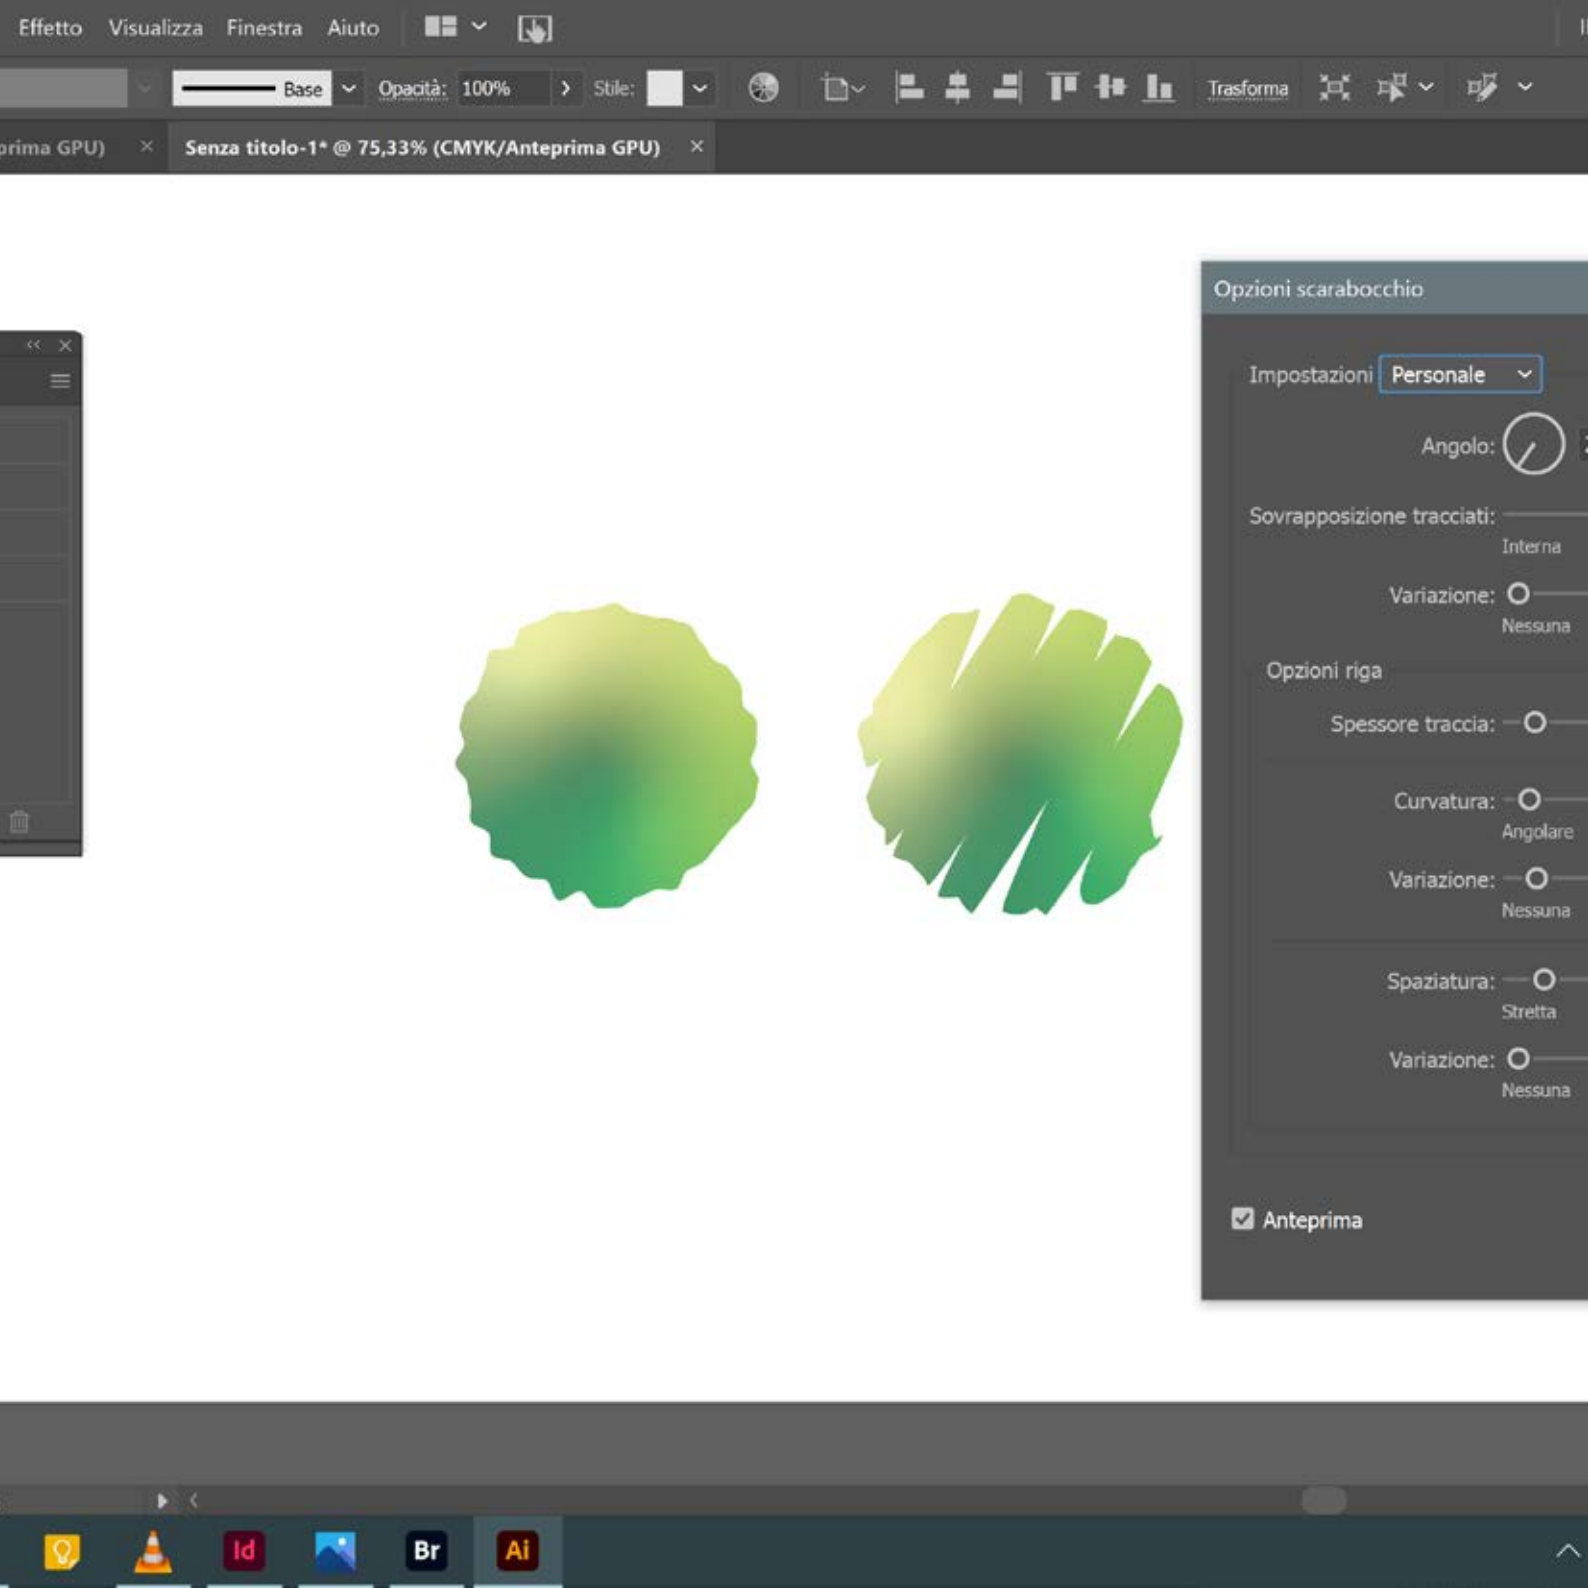 Effetto Visualizza Finestra Aiuto
Base Opacità: 100% Stile: Trasforma
prima GPU) × Senza titolo-1* @ 75,33% (CMYK/Anteprima GPU) ×
Opzioni scarabocchio
Impostazioni Personale
Angolo:
Sovrapposizione tracciati:
Interna
Variazione:
Nessuna
Opzioni riga
Spessore traccia:
Curvatura:
Angolare
Variazione:
Nessuna
Spaziatura:
Stretta
Variazione:
Nessuna
Anteprima
Id Br Ai